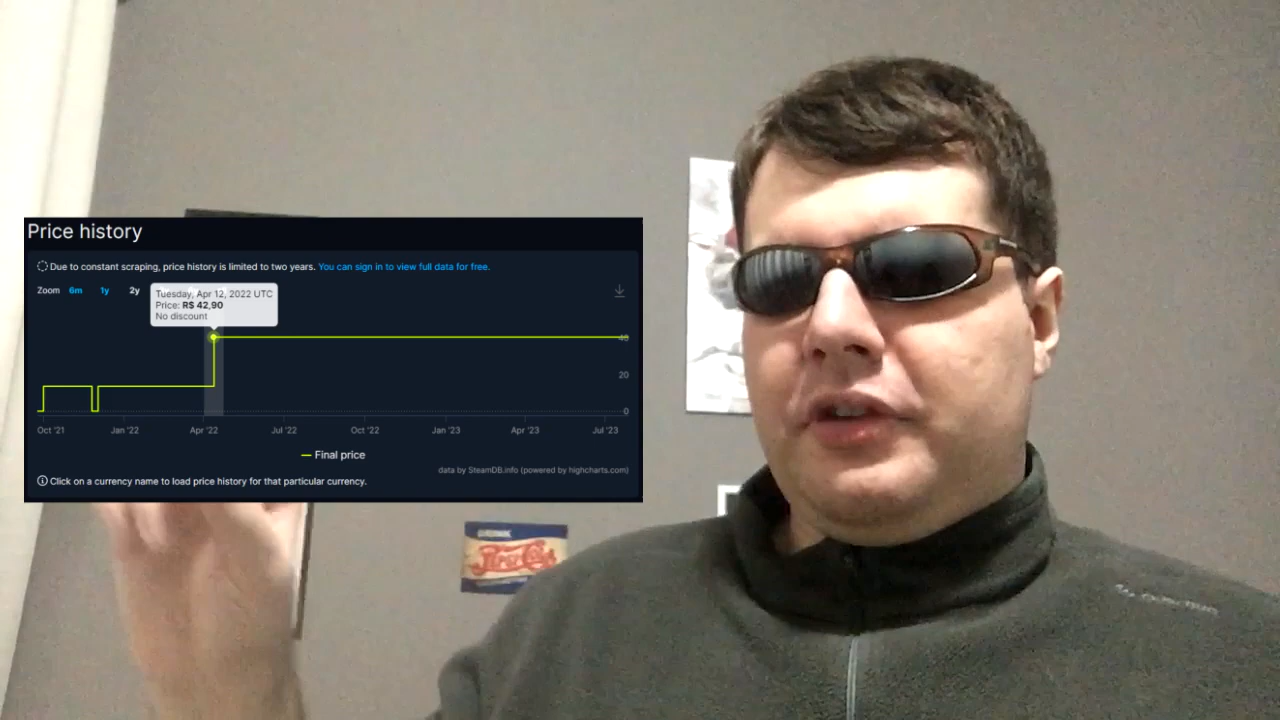 Price history
Due to constant scraping, price history is limited to two years. You can sign in to view full data for free.
Zoom 6m 1y 2y
Tuesday, Apr 12, 2022 UTC
Price: R$ 42,90
No discount
40
20
0
Oct '21 Jan '22 Apr '22 Jul '22 Oct '22 Jan '23 Apr '23 Jul '23
Final price
data by SteamDB.info (powered by highcharts.com)
Click on a currency name to load price history for that particular currency.
Pepsi-Cola